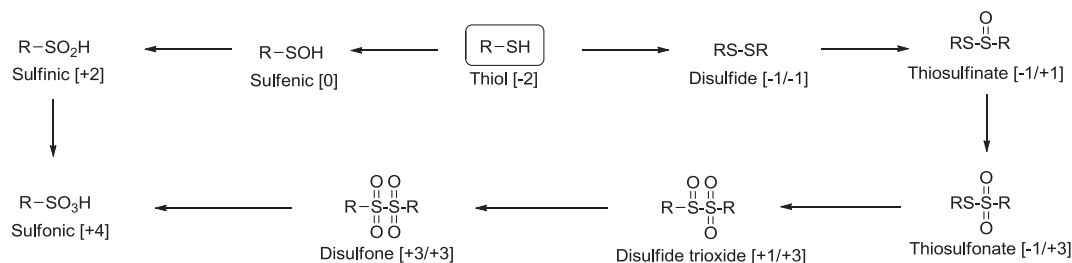 R–SO₂H
Sulfinic [+2]
R–SOH
Sulfenic [0]
R–SH
Thiol [-2]
RS-SR
Disulfide [-1/-1]
O
RS-S-R
Thiosulfinate [-1/+1]
R–SO₃H
Sulfonic [+4]
O O
R–S-S-R
O O
Disulfone [+3/+3]
O O
R–S-S-R
O
Disulfide trioxide [+1/+3]
O
RS-S-R
O
Thiosulfonate [-1/+3]